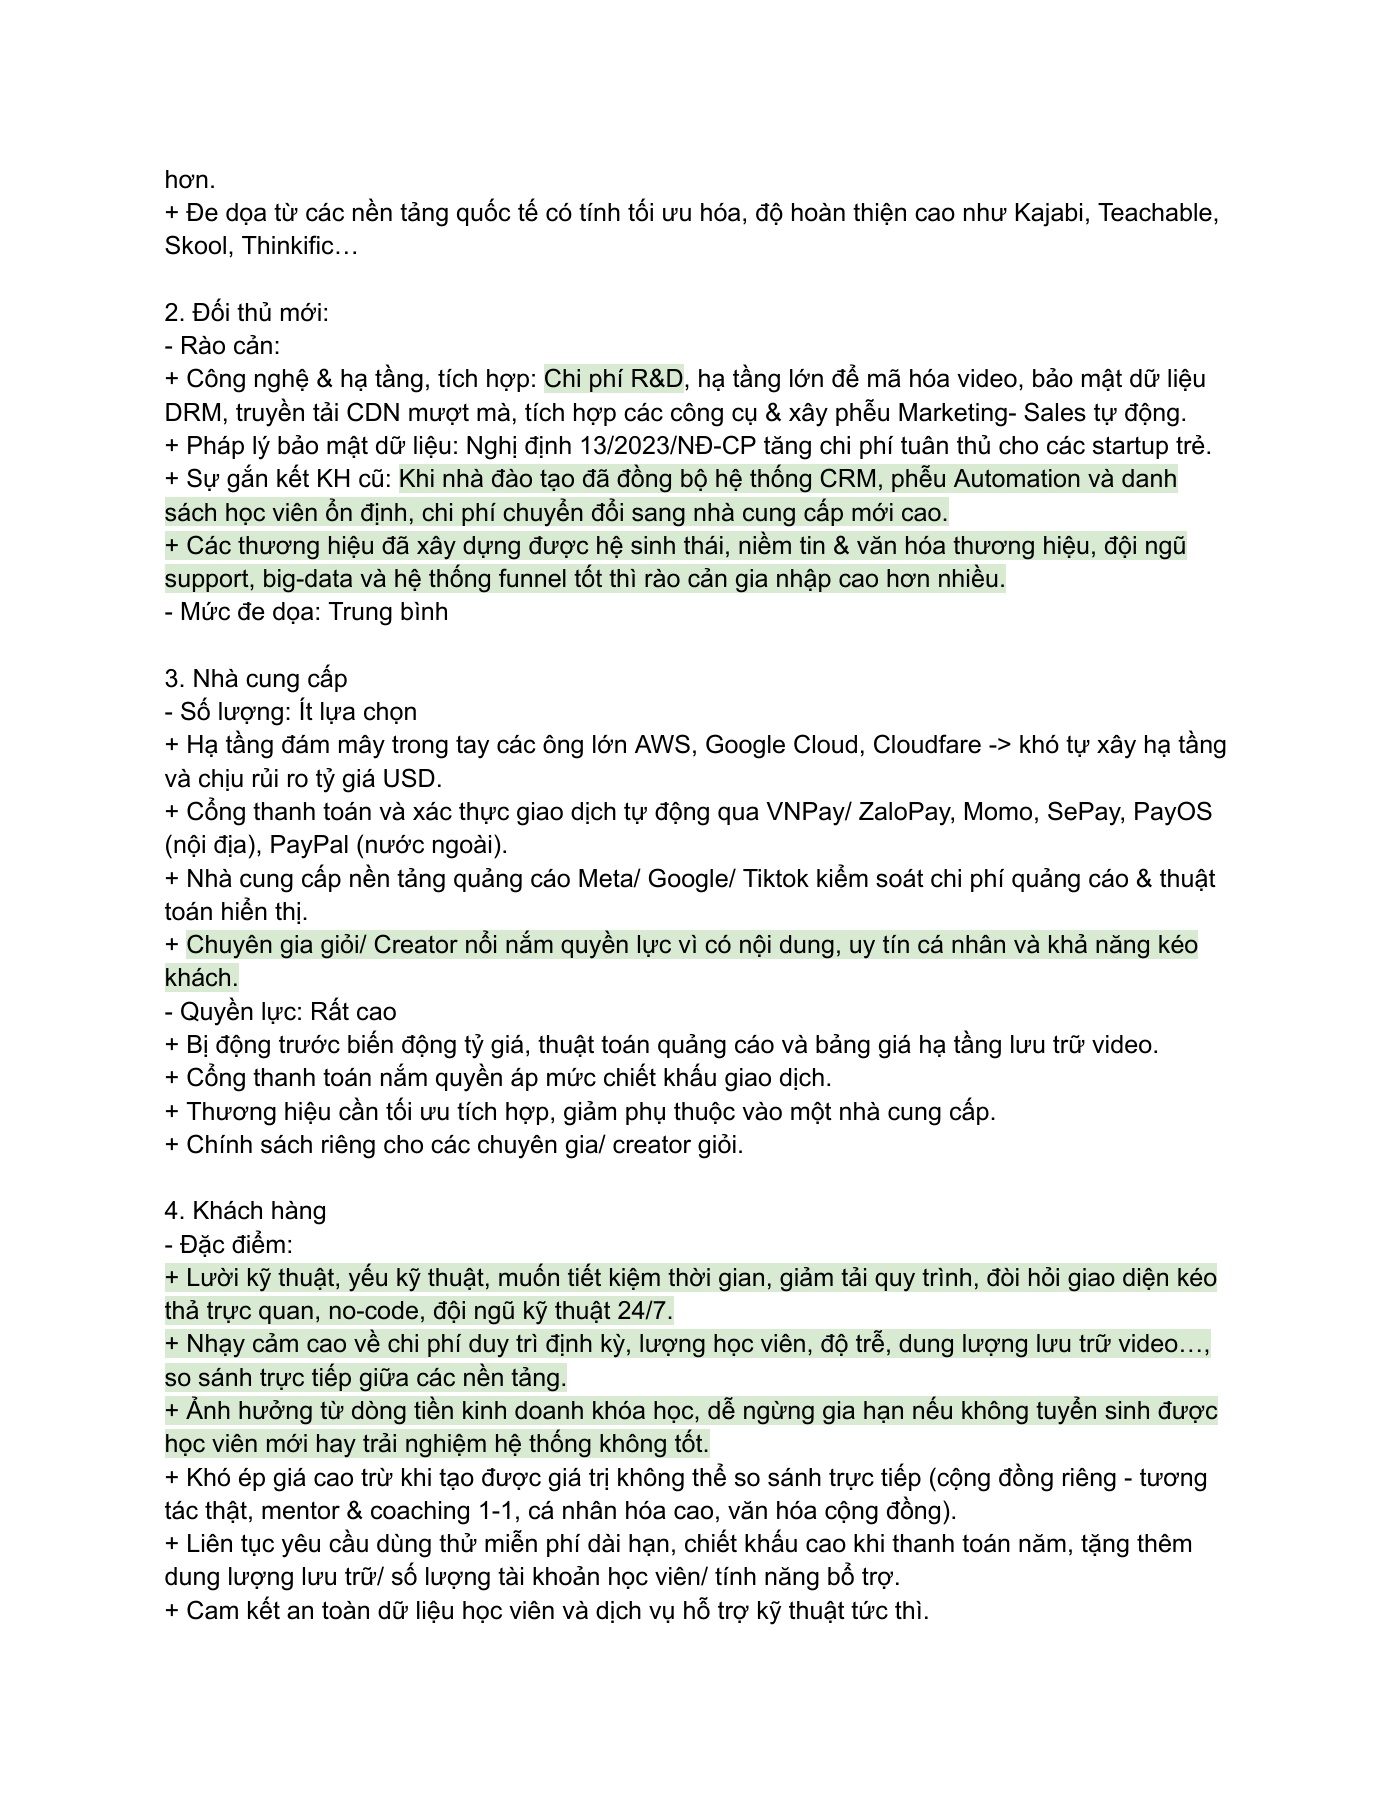 hơn.
+ Đe dọa từ các nền tảng quốc tế có tính tối ưu hóa, độ hoàn thiện cao như Kajabi, Teachable,
Skool, Thinkific…
2. Đối thủ mới:
- Rào cản:
+ Công nghệ & hạ tầng, tích hợp: Chi phí R&D, hạ tầng lớn để mã hóa video, bảo mật dữ liệu
DRM, truyền tải CDN mượt mà, tích hợp các công cụ & xây phễu Marketing- Sales tự động.
+ Pháp lý bảo mật dữ liệu: Nghị định 13/2023/NĐ-CP tăng chi phí tuân thủ cho các startup trẻ.
+ Sự gắn kết KH cũ: Khi nhà đào tạo đã đồng bộ hệ thống CRM, phễu Automation và danh
sách học viên ổn định, chi phí chuyển đổi sang nhà cung cấp mới cao.
+ Các thương hiệu đã xây dựng được hệ sinh thái, niềm tin & văn hóa thương hiệu, đội ngũ
support, big-data và hệ thống funnel tốt thì rào cản gia nhập cao hơn nhiều.
- Mức đe dọa: Trung bình
3. Nhà cung cấp
- Số lượng: Ít lựa chọn
+ Hạ tầng đám mây trong tay các ông lớn AWS, Google Cloud, Cloudfare -> khó tự xây hạ tầng
và chịu rủi ro tỷ giá USD.
+ Cổng thanh toán và xác thực giao dịch tự động qua VNPay/ ZaloPay, Momo, SePay, PayOS
(nội địa), PayPal (nước ngoài).
+ Nhà cung cấp nền tảng quảng cáo Meta/ Google/ Tiktok kiểm soát chi phí quảng cáo & thuật
toán hiển thị.
+ Chuyên gia giỏi/ Creator nổi nắm quyền lực vì có nội dung, uy tín cá nhân và khả năng kéo
khách.
- Quyền lực: Rất cao
+ Bị động trước biến động tỷ giá, thuật toán quảng cáo và bảng giá hạ tầng lưu trữ video.
+ Cổng thanh toán nắm quyền áp mức chiết khấu giao dịch.
+ Thương hiệu cần tối ưu tích hợp, giảm phụ thuộc vào một nhà cung cấp.
+ Chính sách riêng cho các chuyên gia/ creator giỏi.
4. Khách hàng
- Đặc điểm:
+ Lười kỹ thuật, yếu kỹ thuật, muốn tiết kiệm thời gian, giảm tải quy trình, đòi hỏi giao diện kéo
thả trực quan, no-code, đội ngũ kỹ thuật 24/7.
+ Nhạy cảm cao về chi phí duy trì định kỳ, lượng học viên, độ trễ, dung lượng lưu trữ video…,
so sánh trực tiếp giữa các nền tảng.
+ Ảnh hưởng từ dòng tiền kinh doanh khóa học, dễ ngừng gia hạn nếu không tuyển sinh được
học viên mới hay trải nghiệm hệ thống không tốt.
+ Khó ép giá cao trừ khi tạo được giá trị không thể so sánh trực tiếp (cộng đồng riêng - tương
tác thật, mentor & coaching 1-1, cá nhân hóa cao, văn hóa cộng đồng).
+ Liên tục yêu cầu dùng thử miễn phí dài hạn, chiết khấu cao khi thanh toán năm, tặng thêm
dung lượng lưu trữ/ số lượng tài khoản học viên/ tính năng bổ trợ.
+ Cam kết an toàn dữ liệu học viên và dịch vụ hỗ trợ kỹ thuật tức thì.